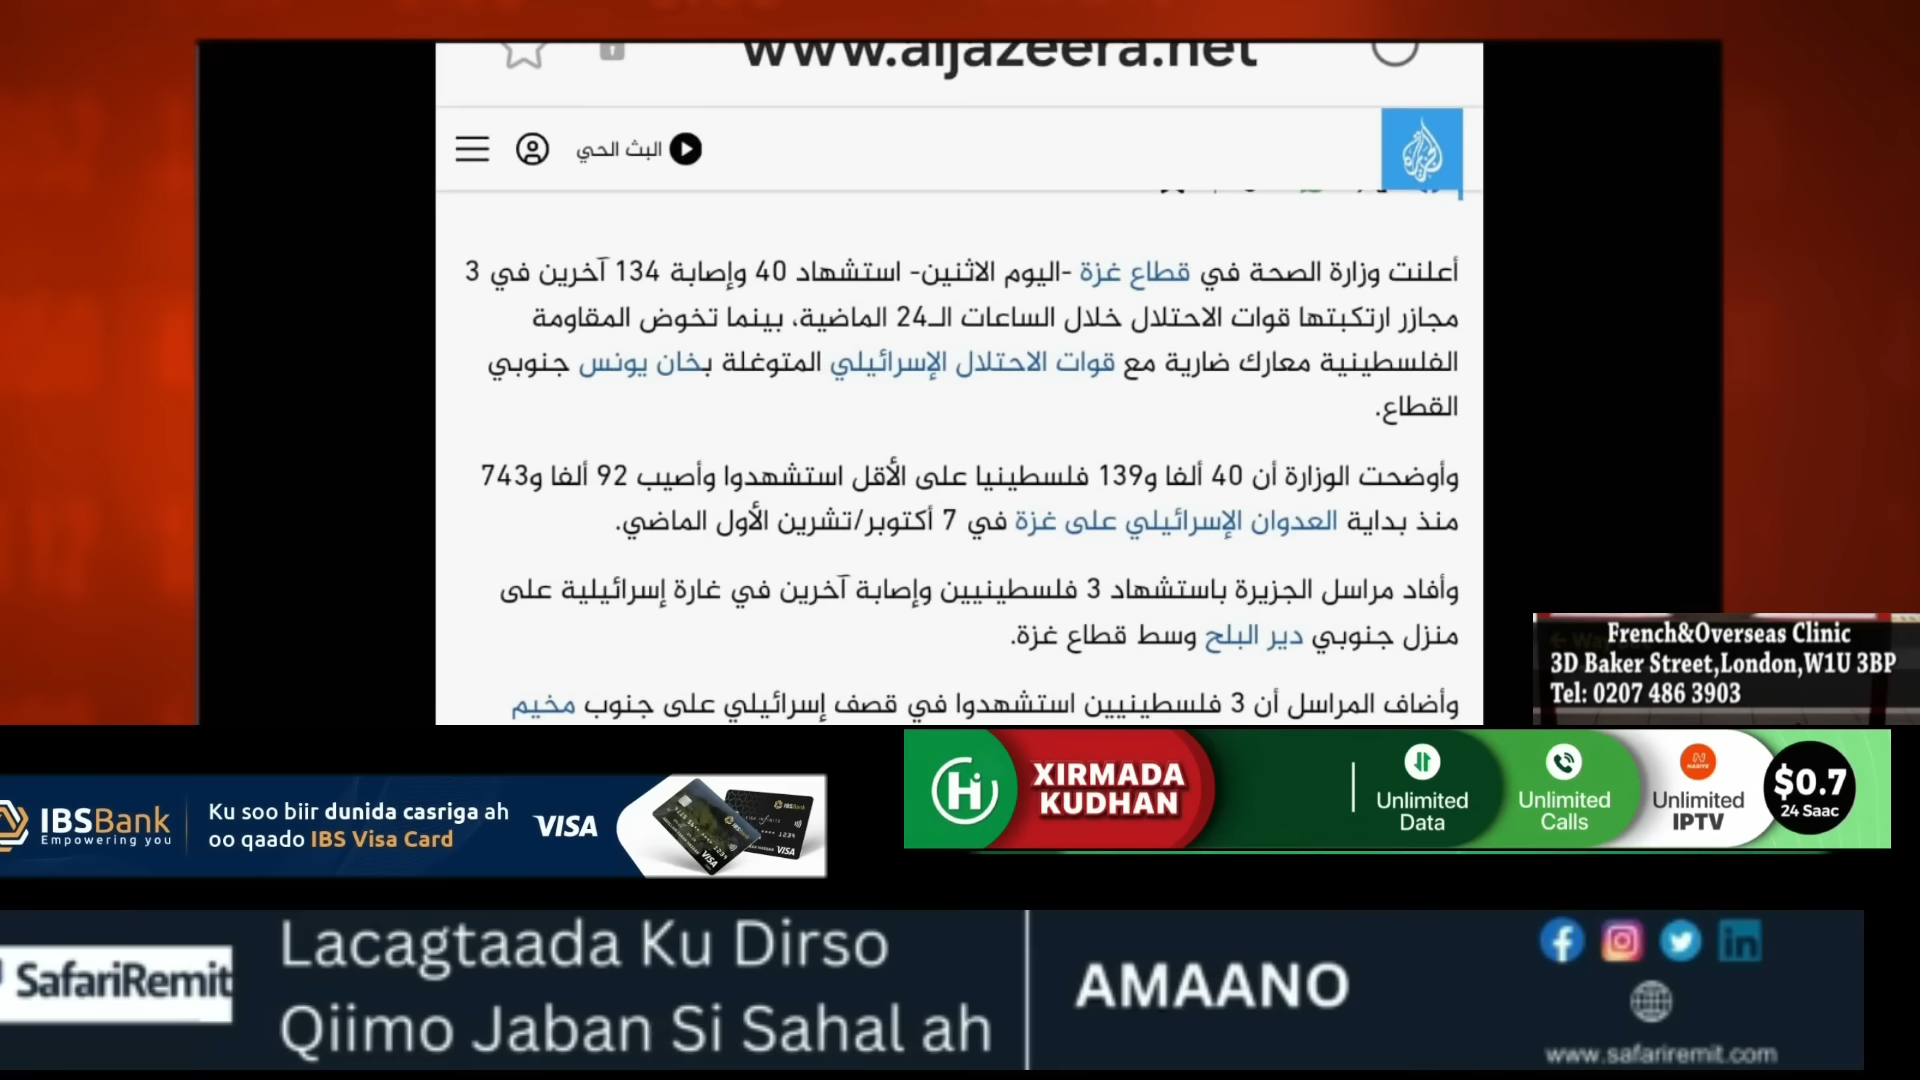 www.aljazeera.net
البث الحي
الجزيرة
أعلنت وزارة الصحة في قطاع غزة -اليوم الاثنين- استشهاد 40 وإصابة 134 آخرين في 3
مجازر ارتكبتها قوات الاحتلال خلال الساعات الـ24 الماضية، بينما تخوض المقاومة
الفلسطينية معارك ضارية مع قوات الاحتلال الإسرائيلي المتوغلة بخان يونس جنوبي
القطاع.
وأوضحت الوزارة أن 40 ألفا و139 فلسطينيا على الأقل استشهدوا وأصيب 92 ألفا و743
منذ بداية العدوان الإسرائيلي على غزة في 7 أكتوبر/تشرين الأول الماضي.
وأفاد مراسل الجزيرة باستشهاد 3 فلسطينيين وإصابة آخرين في غارة إسرائيلية على
منزل جنوبي دير البلح وسط قطاع غزة.
وأضاف المراسل أن 3 فلسطينيين استشهدوا في قصف إسرائيلي على جنوب مخيم
French&Overseas Clinic
3D Baker Street,London,W1U 3BP
Tel: 0207 486 3903
IBSBank
Empowering you
Ku soo biir dunida casriga ah
oo qaado IBS Visa Card
VISA
IBSBank
VISA
VISA
H
XIRMADA
KUDHAN
Unlimited
Data
Unlimited
Calls
Unlimited
IPTV
$0.7
24 Saac
SafariRemit
Lacagtaada Ku Dirso
Qiimo Jaban Si Sahal ah
AMAANO
www.safariremit.com